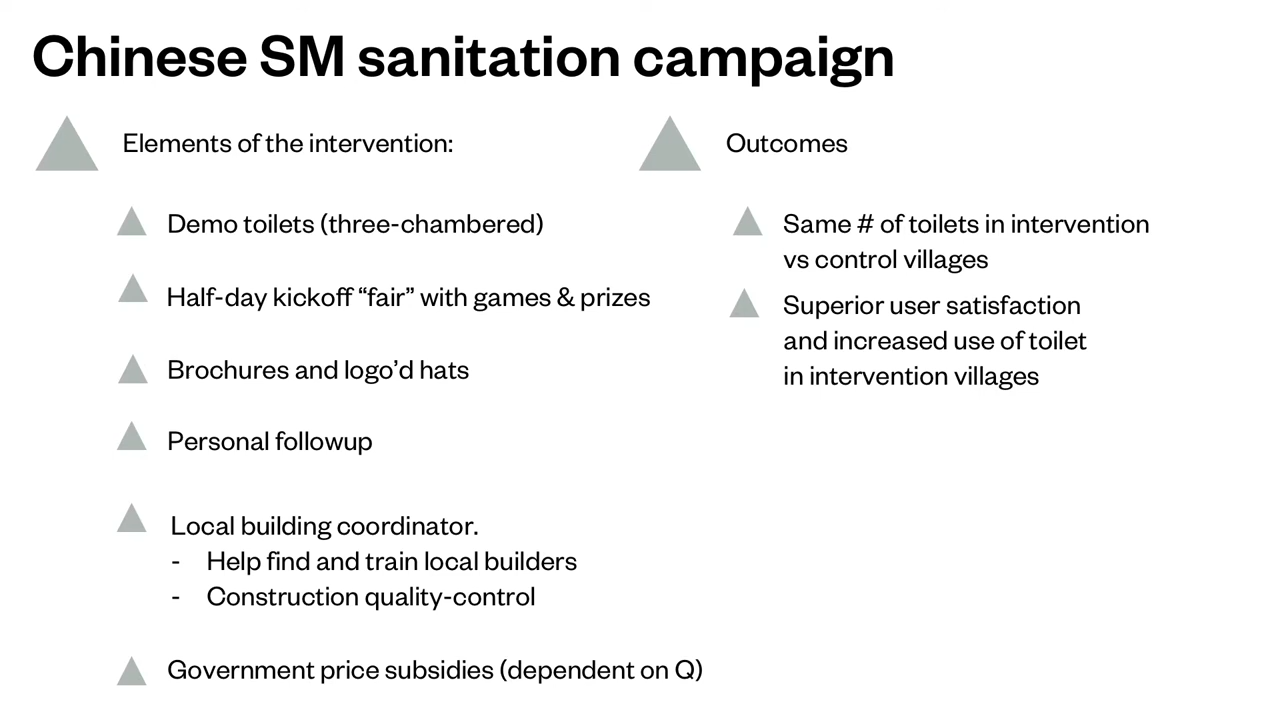 Chinese SM sanitation campaign
Elements of the intervention:
Demo toilets (three-chambered)
Half-day kickoff “fair” with games & prizes
Brochures and logo’d hats
Personal followup
Local building coordinator.
- Help find and train local builders
- Construction quality-control
Government price subsidies (dependent on Q)
Outcomes
Same # of toilets in intervention
vs control villages
Superior user satisfaction
and increased use of toilet
in intervention villages